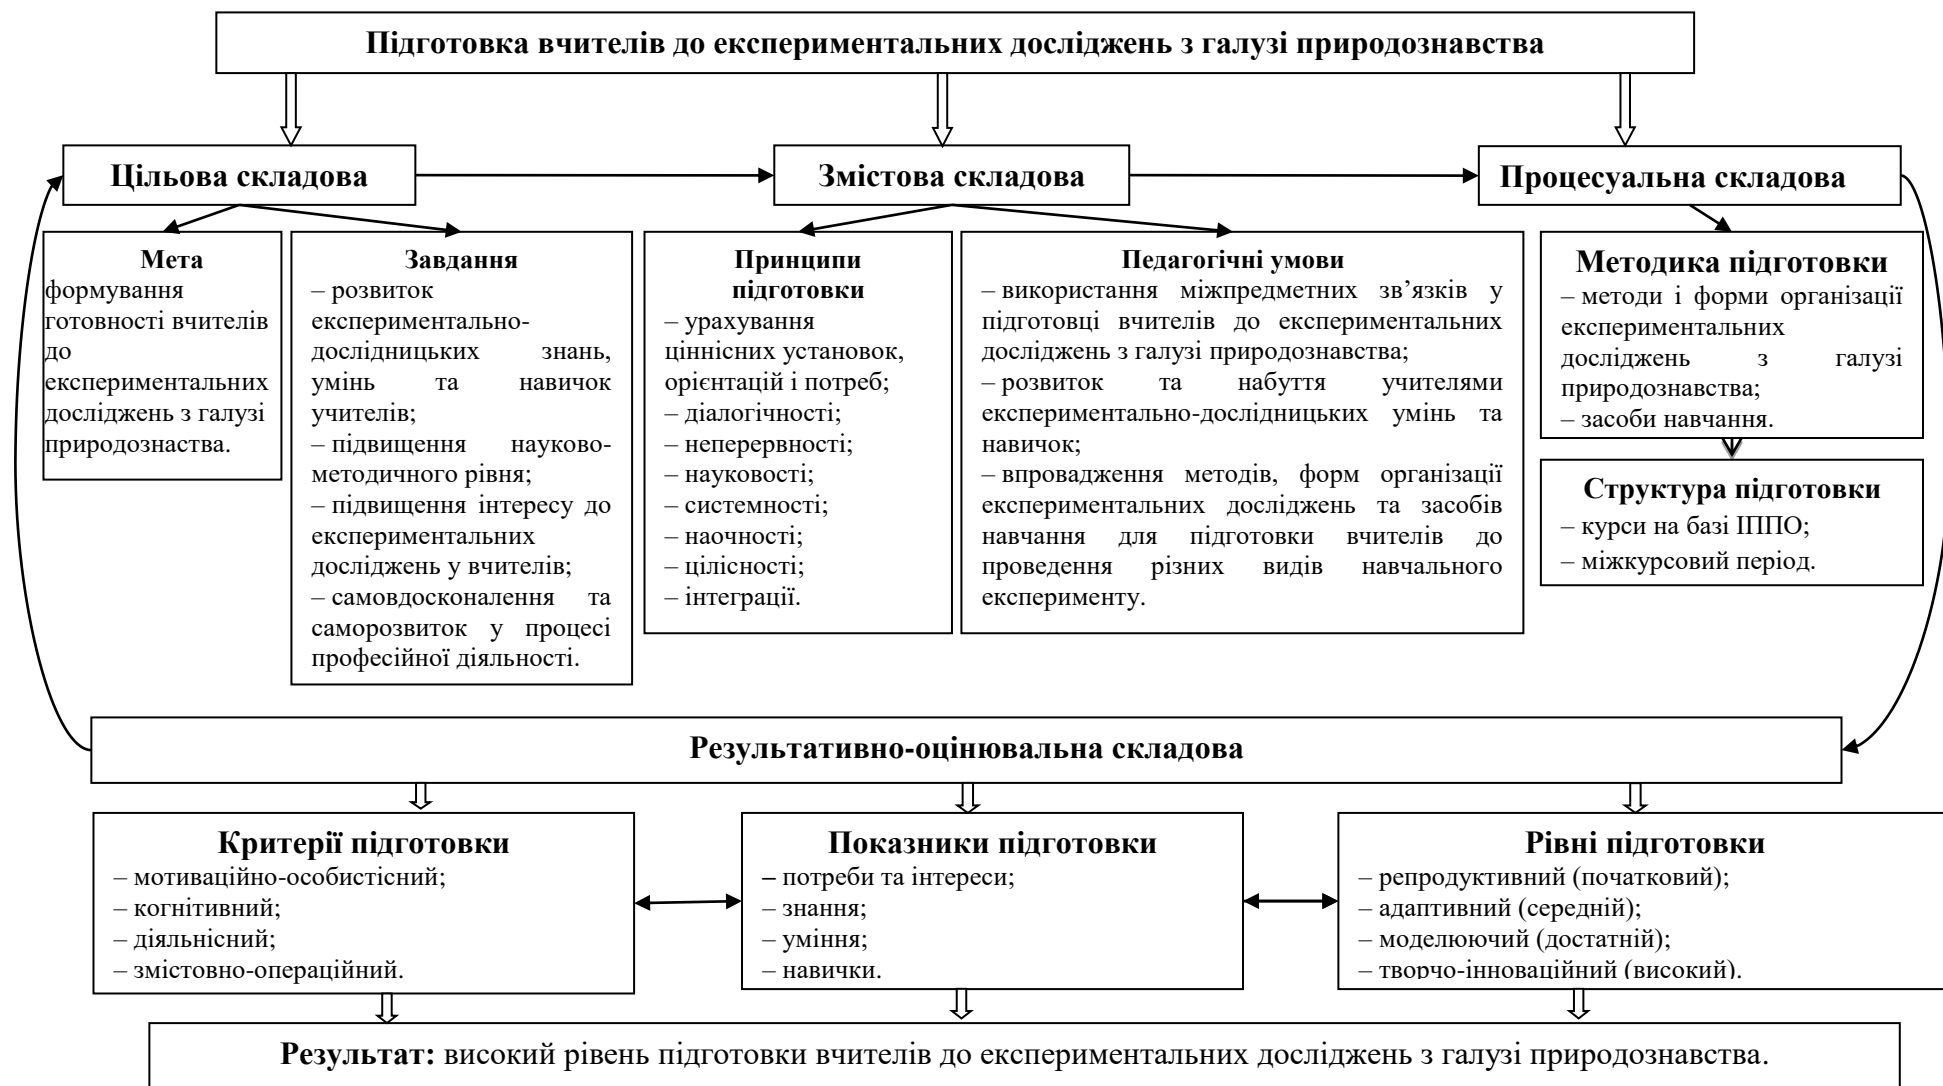 Підготовка вчителів до експериментальних досліджень з галузі природознавства
Цільова складова
Змістова складова
Процесуальна складова
Мета
формування
готовності вчителів
до
експериментальних
досліджень з галузі
природознаства.
Завдання
– розвиток
експериментально-
дослідницьких знань,
умінь та навичок
учителів;
– підвищення науково-
методичного рівня;
– підвищення інтересу до
експериментальних
досліджень у вчителів;
– самовдосконалення та
саморозвиток у процесі
професійної діяльності.
Принципи
підготовки
– урахування
ціннісних установок,
орієнтацій і потреб;
– діалогічності;
– неперервності;
– науковості;
– системності;
– наочності;
– цілісності;
– інтеграції.
Педагогічні умови
– використання міжпредметних зв’язків у
підготовці вчителів до експериментальних
досліджень з галузі природознавства;
– розвиток та набуття учителями
експериментально-дослідницьких умінь та
навичок;
– впровадження методів, форм організації
експериментальних досліджень та засобів
навчання для підготовки вчителів до
проведення різних видів навчального
експерименту.
Методика підготовки
– методи і форми організації
експериментальних
досліджень з галузі
природознавства;
– засоби навчання.
Структура підготовки
– курси на базі ІППО;
– міжкурсовий період.
Результативно-оцінювальна складова
Критерії підготовки
– мотиваційно-особистісний;
– когнітивний;
– діяльнісний;
– змістовно-операційний.
Показники підготовки
– потреби та інтереси;
– знання;
– уміння;
– навички.
Рівні підготовки
– репродуктивний (початковий);
– адаптивний (середній);
– моделюючий (достатній);
– творчо-інноваційний (високий).
Результат: високий рівень підготовки вчителів до експериментальних досліджень з галузі природознавства.